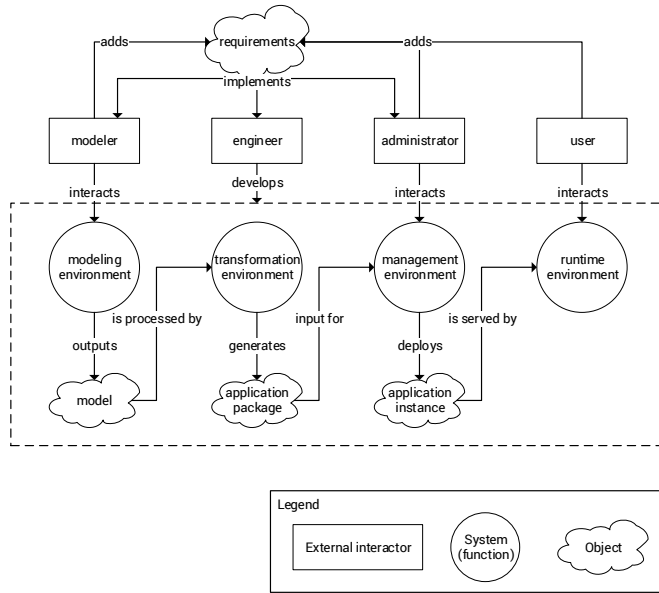 adds
requirements
adds
implements
modeler
engineer
administrator
user
interacts
develops
interacts
interacts
modeling
environment
transformation
environment
management
environment
runtime
environment
is processed by
input for
is served by
outputs
generates
deploys
model
application
package
application
instance
Legend
External interactor
System
(function)
Object